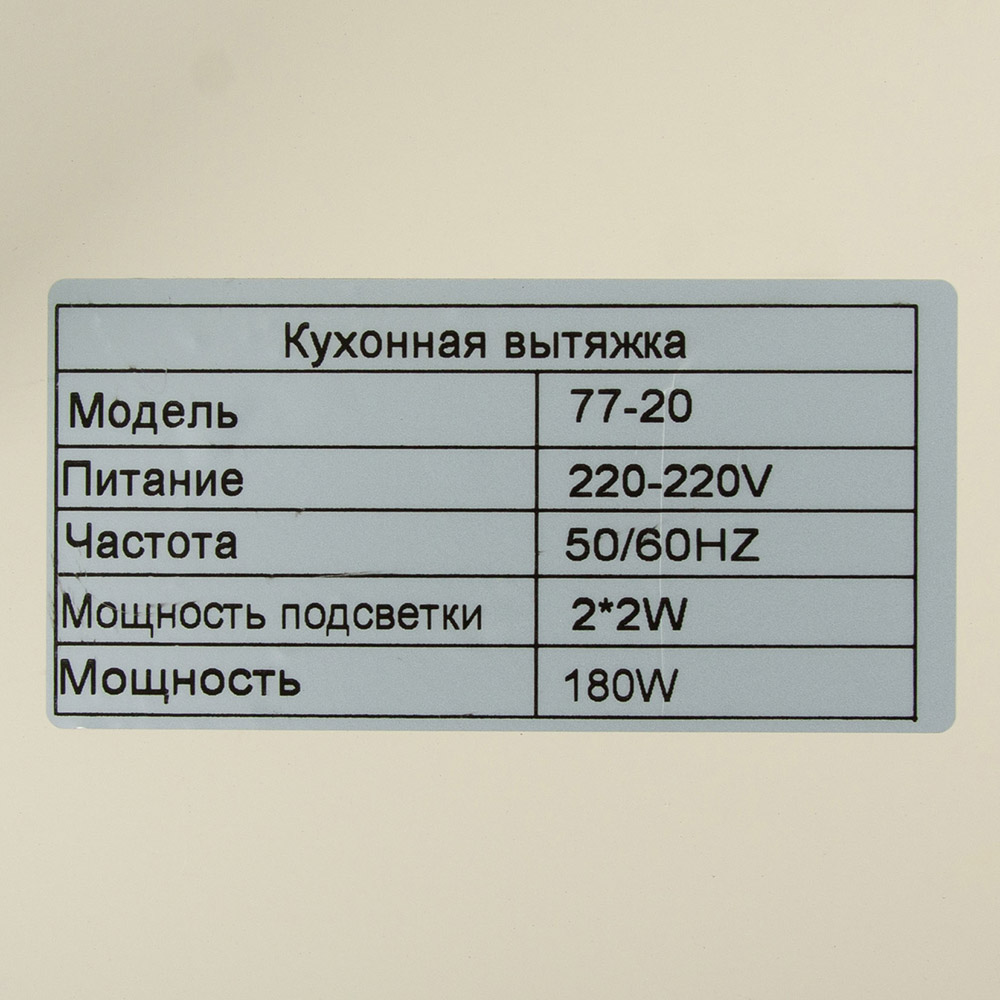 Кухонная вытяжка
Модель 77-20
Питание 220-220V
Частота 50/60HZ
Мощность подсветки 2*2W
Мощность 180W